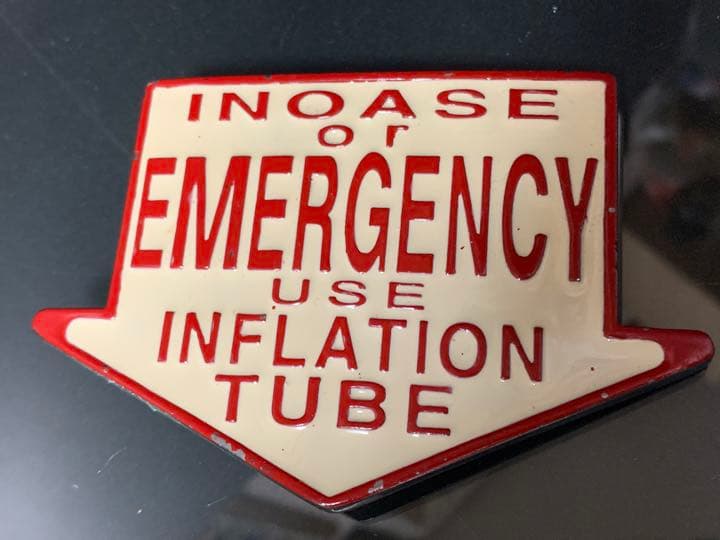 INOASE
or
EMERGENCY
USE
INFLATION
TUBE